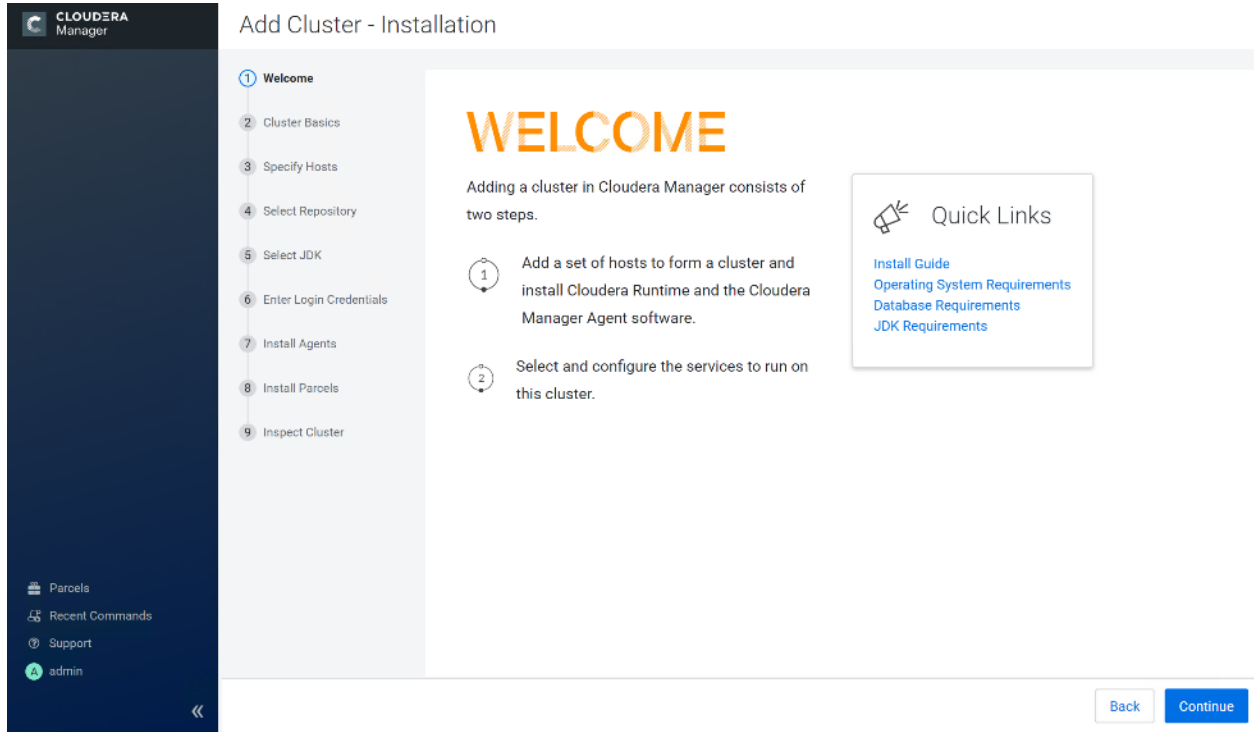 CLOUDERA
Manager
Add Cluster - Installation
1 Welcome
2 Cluster Basics
3 Specify Hosts
4 Select Repository
5 Select JDK
6 Enter Login Credentials
7 Install Agents
8 Install Parcels
9 Inspect Cluster
WELCOME
Adding a cluster in Cloudera Manager consists of
two steps.
1 Add a set of hosts to form a cluster and
install Cloudera Runtime and the Cloudera
Manager Agent software.
2 Select and configure the services to run on
this cluster.
Quick Links
Install Guide
Operating System Requirements
Database Requirements
JDK Requirements
Parcels
Recent Commands
Support
A admin
Back
Continue